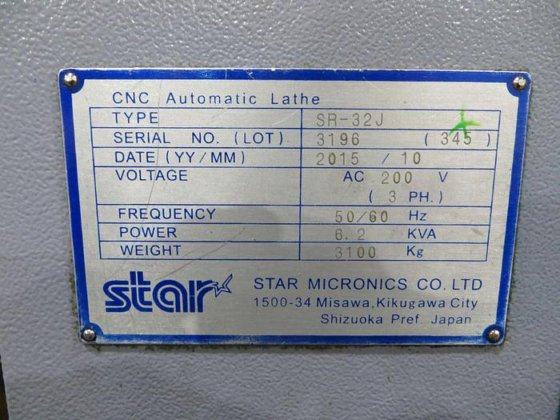 CNC Automatic Lathe
TYPE SR-32J
SERIAL NO. (LOT) 3196 (345)
DATE (YY/MM) 2015 / 10
VOLTAGE AC 200 V
(3 PH.)
FREQUENCY 50/60 Hz
POWER 6.2 KVA
WEIGHT 3100 Kg
star STAR MICRONICS CO. LTD
1500-34 Misawa, Kikugawa City
Shizuoka Pref. Japan